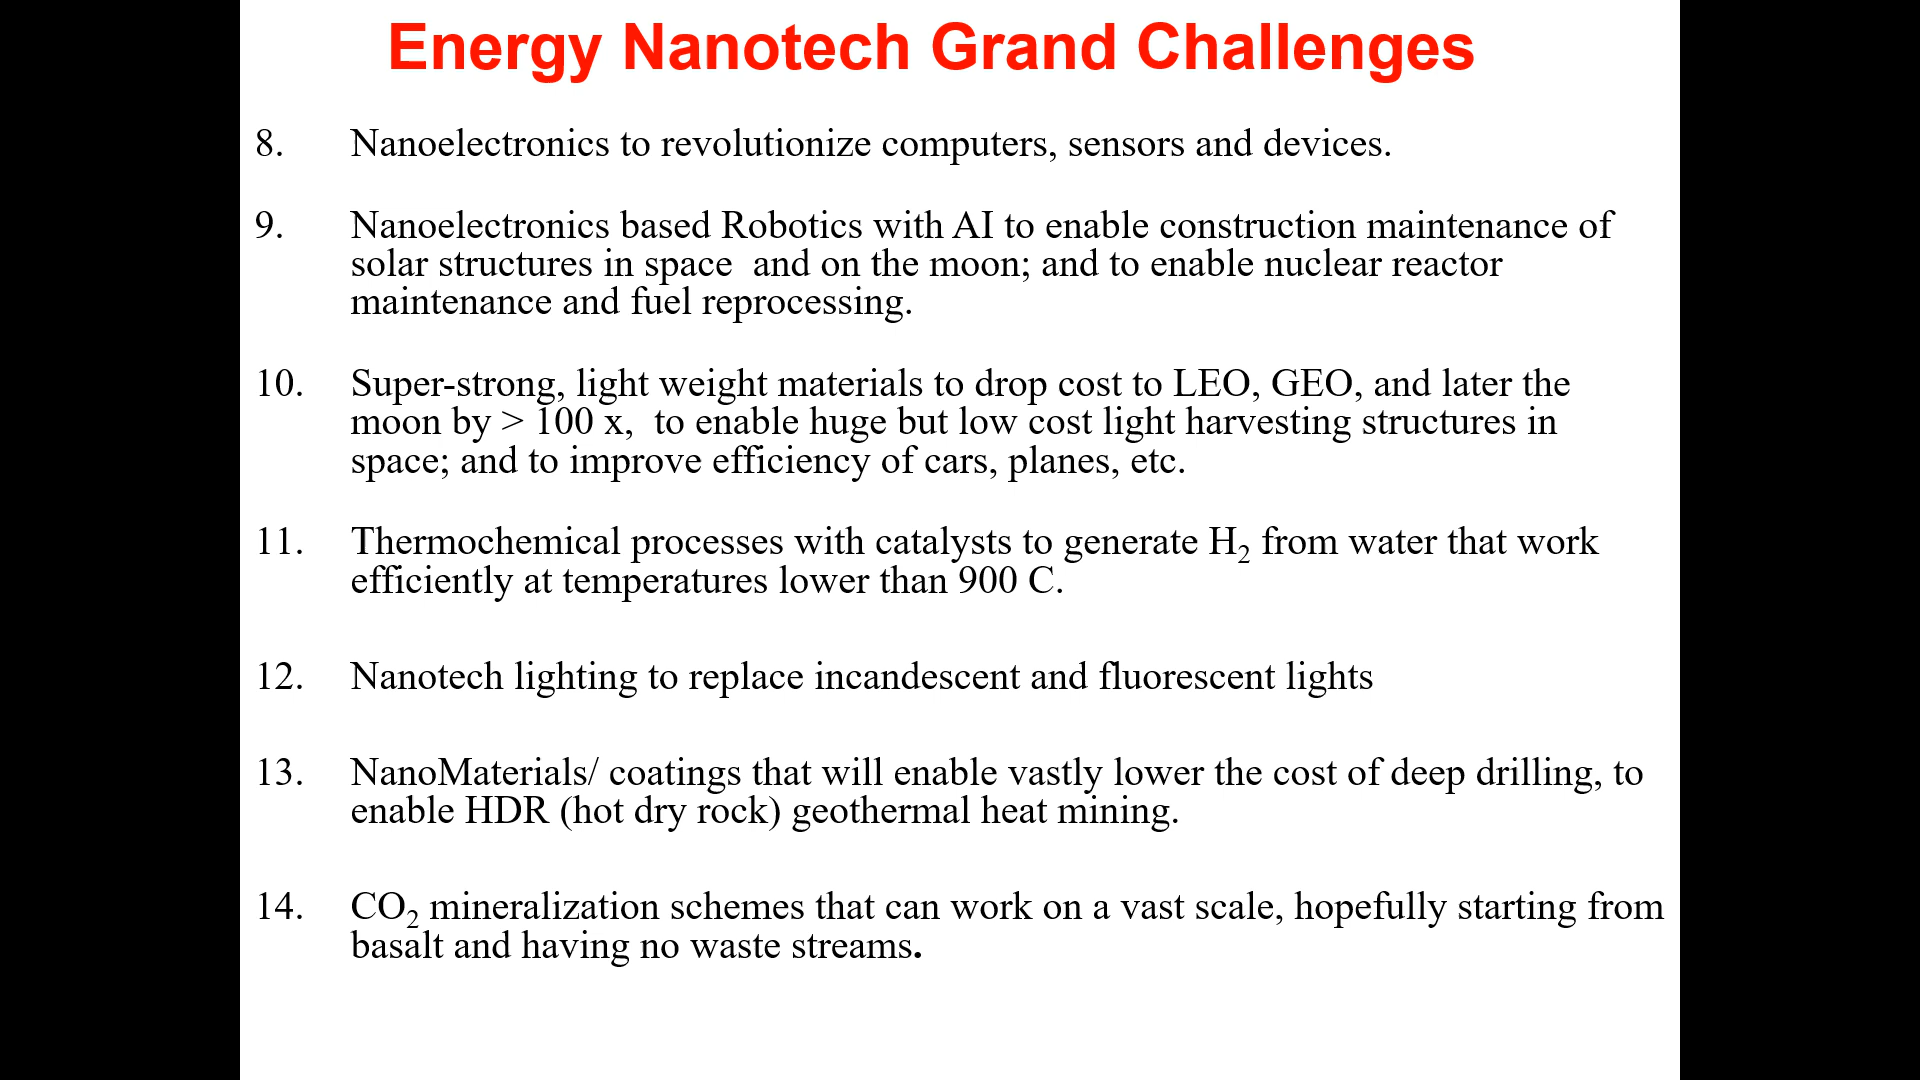 Energy Nanotech Grand Challenges
8. Nanoelectronics to revolutionize computers, sensors and devices.
9. Nanoelectronics based Robotics with AI to enable construction maintenance of
solar structures in space  and on the moon; and to enable nuclear reactor
maintenance and fuel reprocessing.
10. Super-strong, light weight materials to drop cost to LEO, GEO, and later the
moon by > 100 x,  to enable huge but low cost light harvesting structures in
space; and to improve efficiency of cars, planes, etc.
11. Thermochemical processes with catalysts to generate H₂ from water that work
efficiently at temperatures lower than 900 C.
12. Nanotech lighting to replace incandescent and fluorescent lights
13. NanoMaterials/ coatings that will enable vastly lower the cost of deep drilling, to
enable HDR (hot dry rock) geothermal heat mining.
14. CO₂ mineralization schemes that can work on a vast scale, hopefully starting from
basalt and having no waste streams.